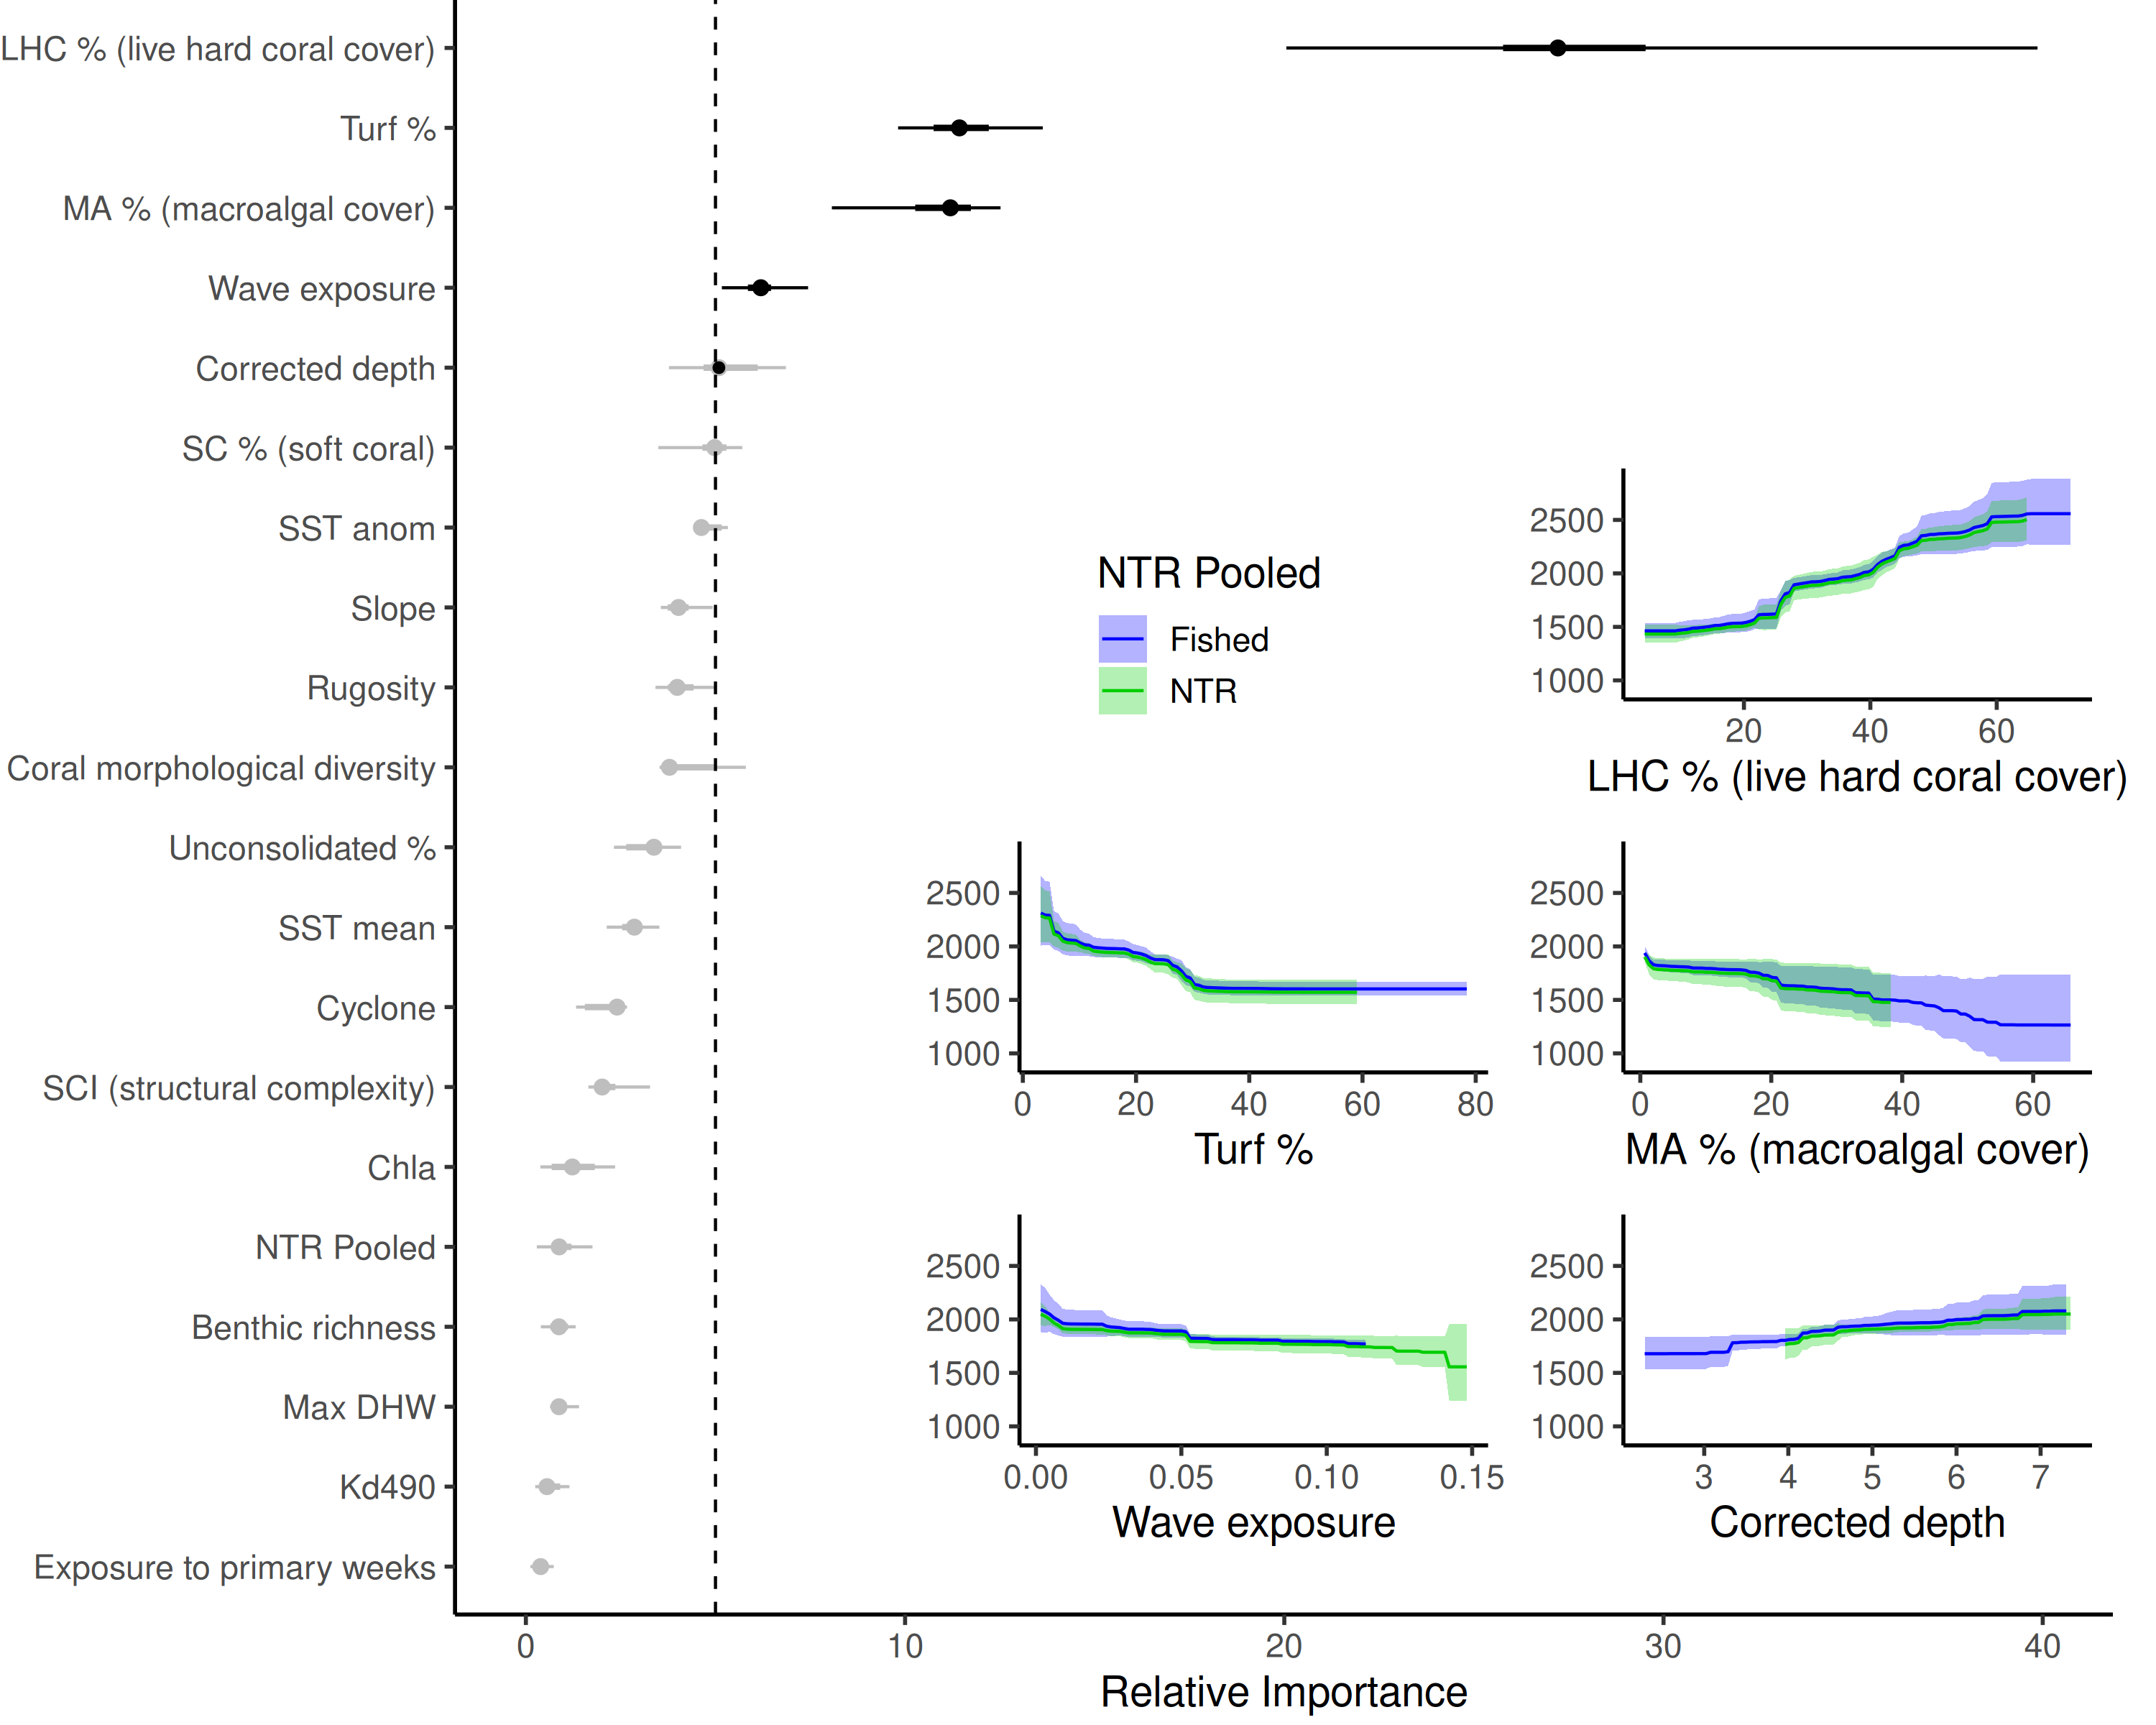 LHC % (live hard coral cover)
Turf %
MA % (macroalgal cover)
Wave exposure
Corrected depth
SC % (soft coral)
SST anom
Slope
Rugosity
Coral morphological diversity
Unconsolidated %
SST mean
Cyclone
SCI (structural complexity)
Chla
NTR Pooled
Benthic richness
Max DHW
Kd490
Exposure to primary weeks
0 10 20 30 40
Relative Importance
NTR Pooled
Fished
NTR
2500
2000
1500
1000
20 40 60
LHC % (live hard coral cover)
2500
2000
1500
1000
0 20 40 60 80
Turf %
2500
2000
1500
1000
0 20 40 60
MA % (macroalgal cover)
2500
2000
1500
1000
0.00 0.05 0.10 0.15
Wave exposure
2500
2000
1500
1000
3 4 5 6 7
Corrected depth